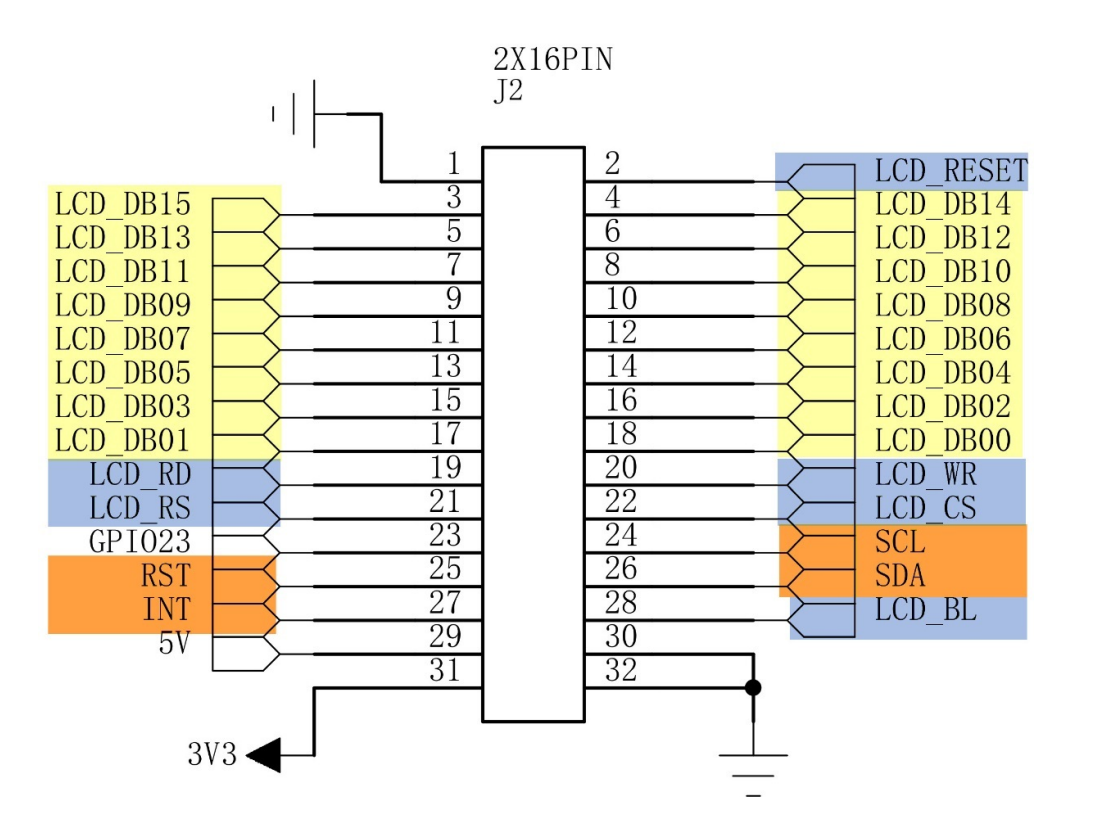 2X16PIN
J2
1 2 LCD_RESET
LCD_DB15 3 4 LCD_DB14
LCD_DB13 5 6 LCD_DB12
LCD_DB11 7 8 LCD_DB10
LCD_DB09 9 10 LCD_DB08
LCD_DB07 11 12 LCD_DB06
LCD_DB05 13 14 LCD_DB04
LCD_DB03 15 16 LCD_DB02
LCD_DB01 17 18 LCD_DB00
LCD_RD 19 20 LCD_WR
LCD_RS 21 22 LCD_CS
GPIO23 23 24 SCL
RST 25 26 SDA
INT 27 28 LCD_BL
5V 29 30
31 32
3V3